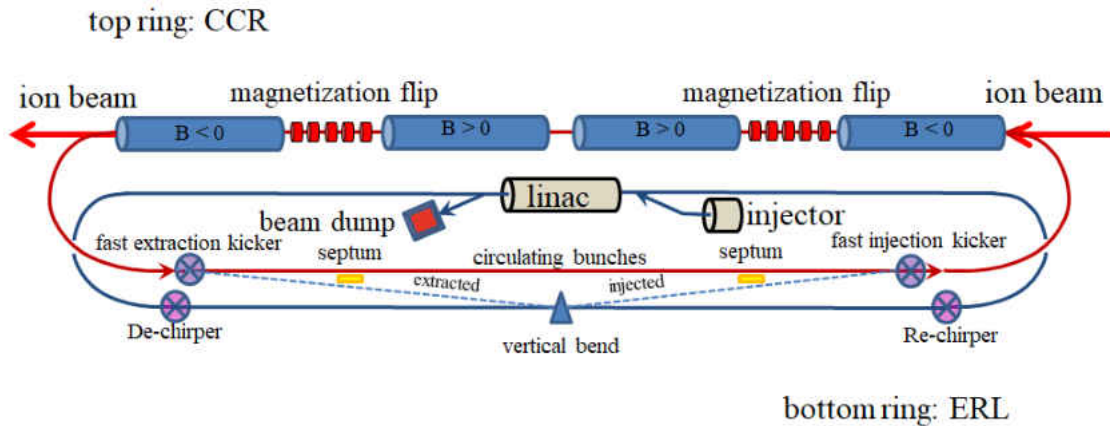 top ring: CCR
ion beam
magnetization flip
magnetization flip
ion beam
B < 0
B > 0
B > 0
B < 0
linac
beam dump
injector
fast extraction kicker
septum
circulating bunches
septum
fast injection kicker
extracted
injected
De-chirper
vertical bend
Re-chirper
bottom ring: ERL